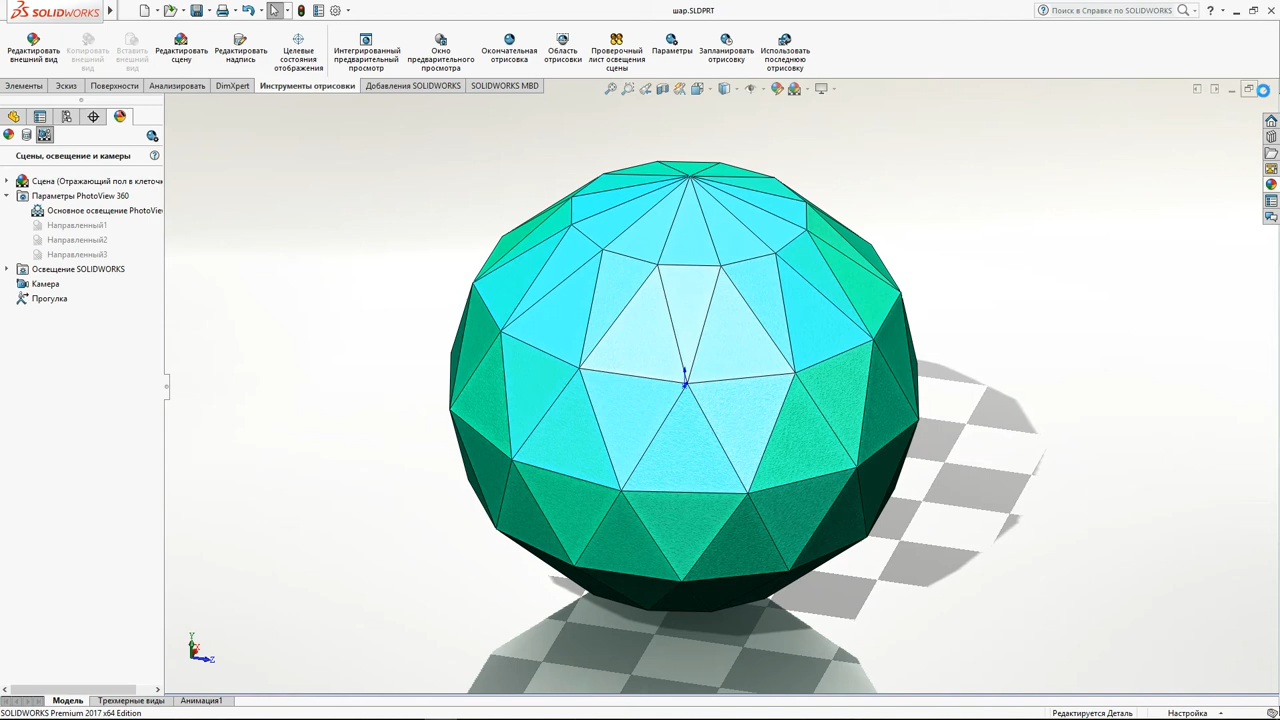 SOLIDWORKS
шар.SLDPRT
Поиск в Справке по SOLIDWORKS
Редактировать внешний вид
Копировать внешний вид
Вставить внешний вид
Редактировать сцену
Редактировать надпись
Целевые состояния отображения
Интегрированный предварительный просмотр
Окно предварительного просмотра
Окончательная отрисовка
Область отрисовки
Проверочный лист освещения сцены
Параметры
Запланировать отрисовку
Использовать последнюю отрисовку
Элементы
Эскиз
Поверхности
Анализировать
DimXpert
Инструменты отрисовки
Добавления SOLIDWORKS
SOLIDWORKS MBD
Сцены, освещение и камеры
Сцена (Отражающий пол в клеточк
Параметры PhotoView 360
Основное освещение PhotoVie
Направленный1
Направленный2
Направленный3
Освещение SOLIDWORKS
Камера
Прогулка
Y
X
Z
Модель
Трехмерные виды
Анимация1
SOLIDWORKS Premium 2017 x64 Edition
Редактируется Деталь
Настройка